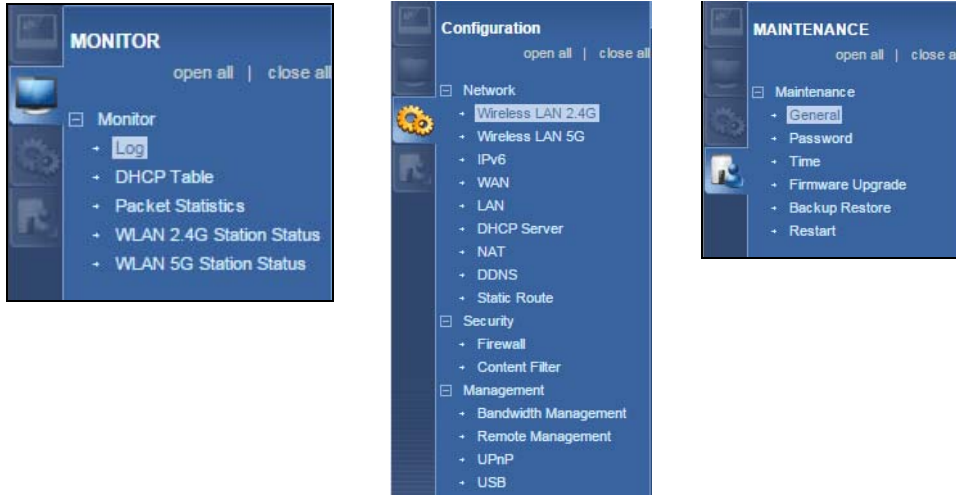 MONITOR
open all | close all
Monitor
Log
DHCP Table
Packet Statistics
WLAN 2.4G Station Status
WLAN 5G Station Status
Configuration
open all | close all
Network
Wireless LAN 2.4G
Wireless LAN 5G
IPv6
WAN
LAN
DHCP Server
NAT
DDNS
Static Route
Security
Firewall
Content Filter
Management
Bandwidth Management
Remote Management
UPnP
USB
MAINTENANCE
open all | close a
Maintenance
General
Password
Time
Firmware Upgrade
Backup Restore
Restart